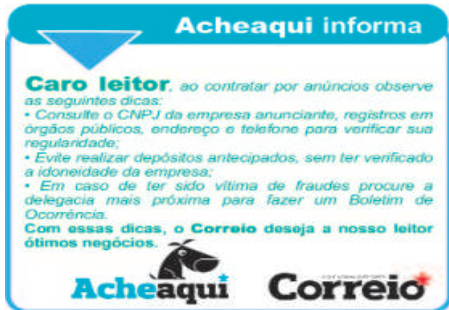 Acheaqui informa
Caro leitor, ao contratar por anúncios observe
as seguintes dicas:
• Consulte o CNPJ da empresa anunciante, registros em
órgãos públicos, endereço e telefone para verificar sua
regularidade;
• Evite realizar depósitos antecipados, sem ter verificado
a idoneidade da empresa;
• Em caso de ter sido vítima de fraudes procure a
delegacia mais próxima para fazer um Boletim de
Ocorrência.
Com essas dicas, o Correio deseja a nosso leitor
ótimos negócios.
Acheaqui
Correio